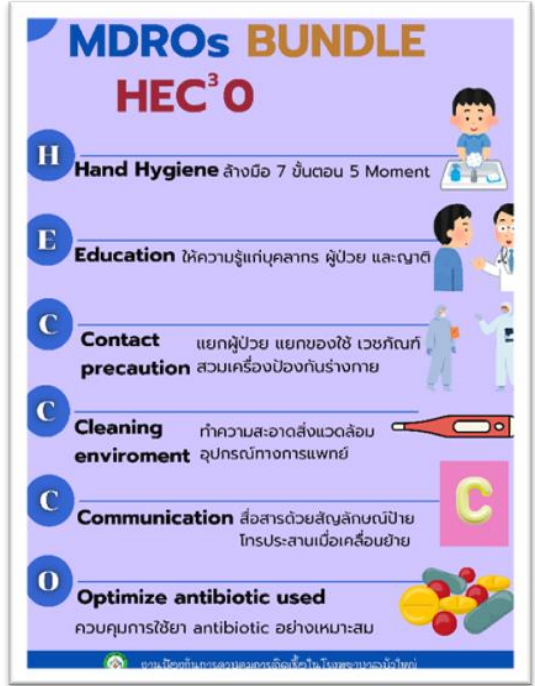 MDROs BUNDLE
HEC³O
H
Hand Hygiene ล้างมือ 7 ขั้นตอน 5 Moment
E
Education ให้ความรู้แก่บุคลากร ผู้ป่วย และญาติ
C
Contact แยกผู้ป่วย แยกของใช้ เวชภัณฑ์
precaution สวมเครื่องป้องกันร่างกาย
C
Cleaning ทำความสะอาดสิ่งแวดล้อม
enviroment อุปกรณ์ทางการแพทย์
C
Communication สื่อสารด้วยสัญลักษณ์ป้าย
โทรประสานเมื่อเคลื่อนย้าย
C
O
Optimize antibiotic used
ควบคุมการใช้ยา antibiotic อย่างเหมาะสม